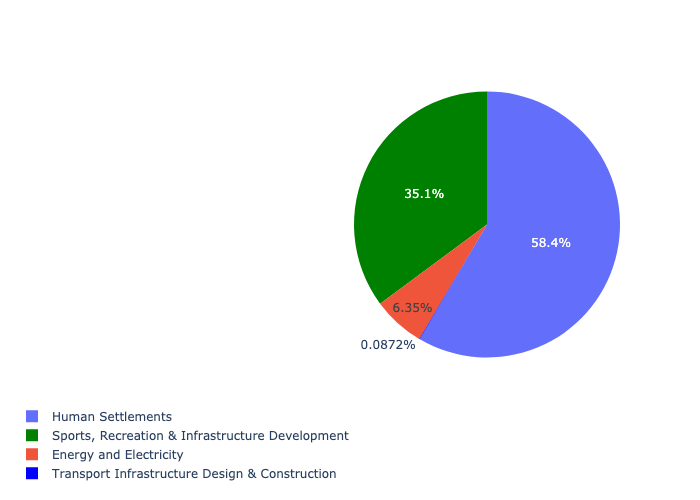 35.1%
58.4%
6.35%
0.0872%
Human Settlements
Sports, Recreation & Infrastructure Development
Energy and Electricity
Transport Infrastructure Design & Construction